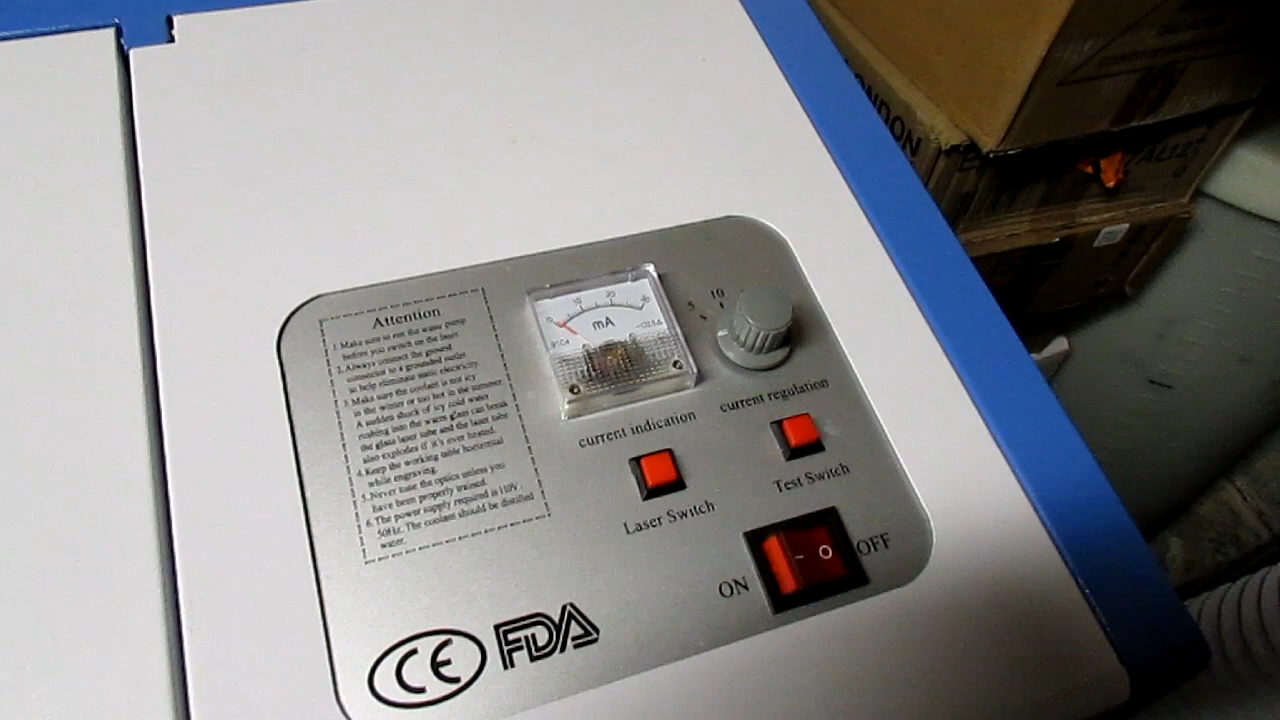 Attention
1. Make sure to run the water pump
before you switch on the laser.
2. Always connect the ground
connector to a grounded outlet
to help eliminate static electricity.
3. Make sure the coolant is not icy
in the winter or too hot in the summer
A sudden shock of icy cold water
rushing into the warm glass can break
the glass laser tube and the laser tube
also explodes if it's over heated.
4. Keep the working table horizontal
while engraving.
5. Never tune the optics unless you
have been properly trained.
6. The power supply required is 110V
50Hz. The coolant should be distilled
water.
0 10 20 30
mA
5 10
current indication
current regulation
Laser Switch
Test Switch
ON
OFF
CE FDA
ONDON
AL12